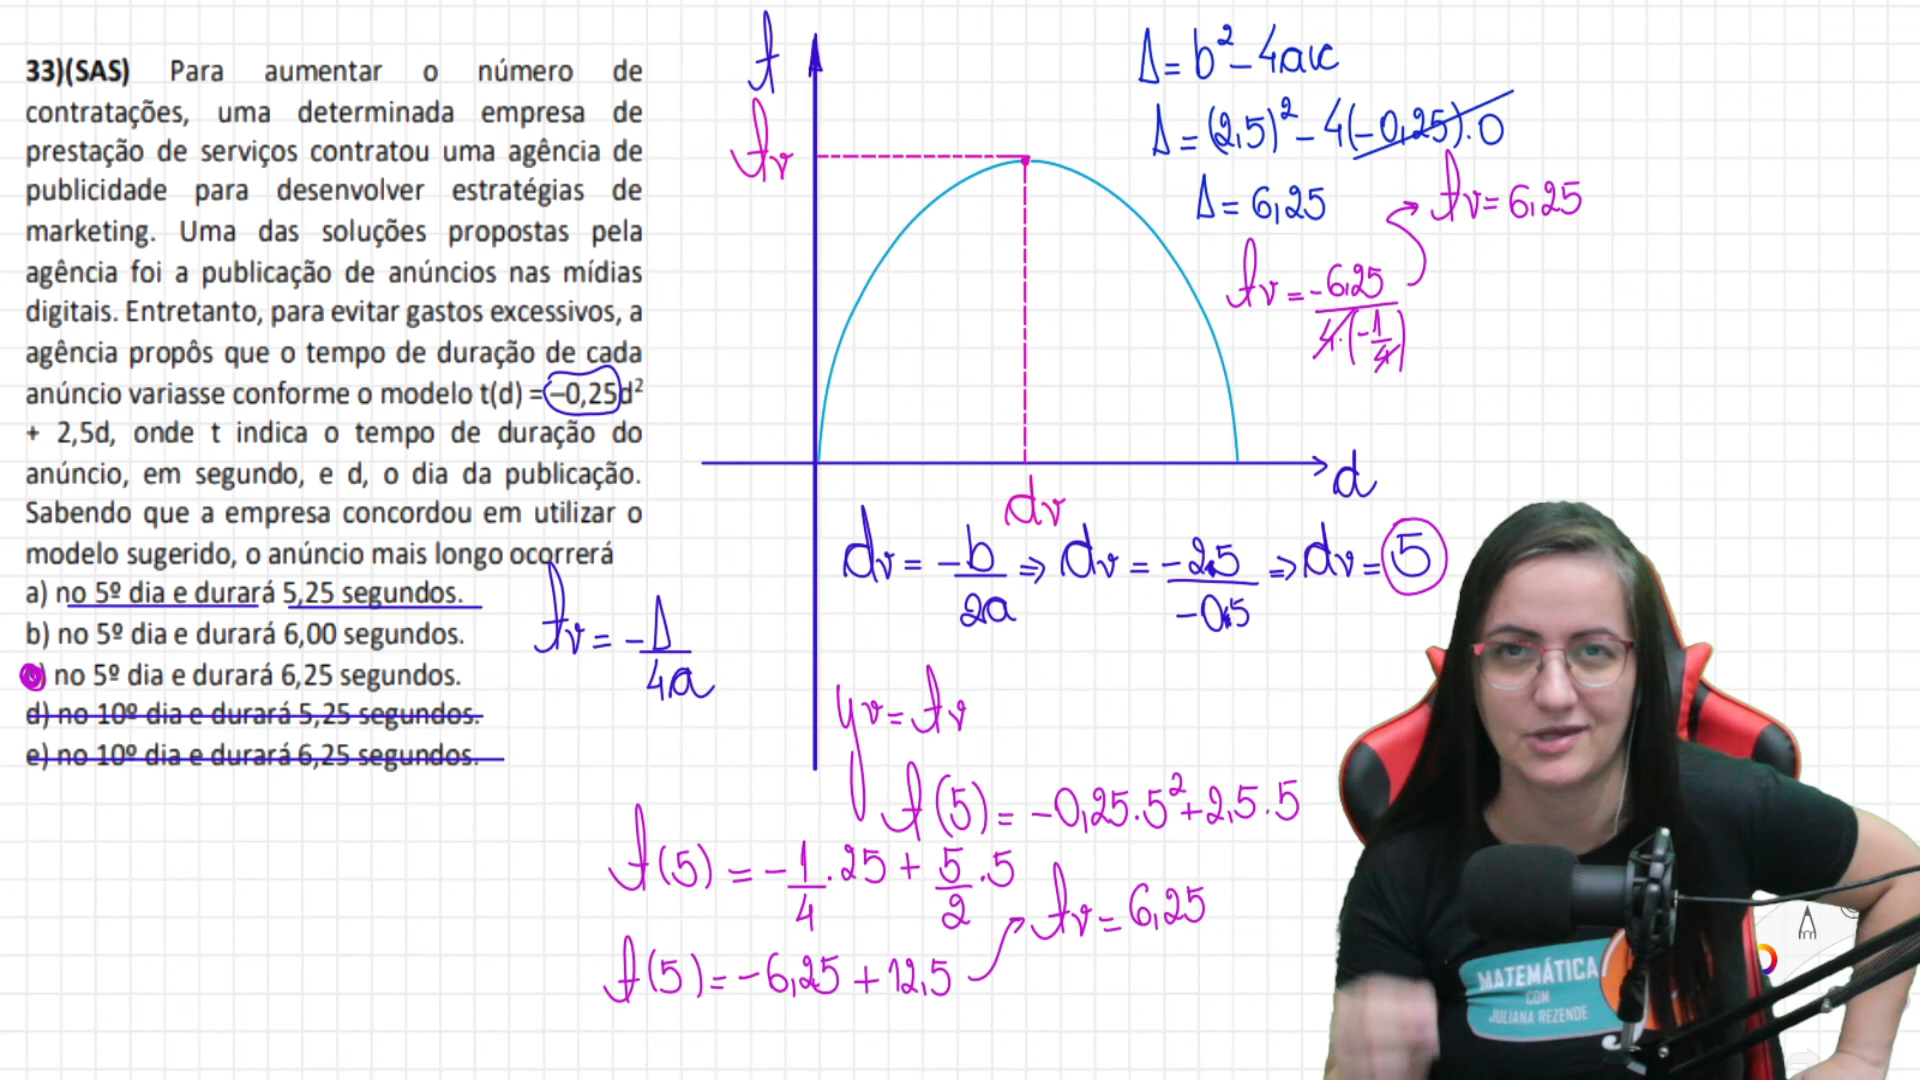 33)(SAS) Para aumentar o número de
contratações, uma determinada empresa de
prestação de serviços contratou uma agência de
publicidade para desenvolver estratégias de
marketing. Uma das soluções propostas pela
agência foi a publicação de anúncios nas mídias
digitais. Entretanto, para evitar gastos excessivos, a
agência propôs que o tempo de duração de cada
anúncio variasse conforme o modelo t(d) = –0,25d²
+ 2,5d, onde t indica o tempo de duração do
anúncio, em segundo, e d, o dia da publicação.
Sabendo que a empresa concordou em utilizar o
modelo sugerido, o anúncio mais longo ocorrerá
a) no 5º dia e durará 5,25 segundos.
b) no 5º dia e durará 6,00 segundos.
) no 5º dia e durará 6,25 segundos.
d) no 10º dia e durará 5,25 segundos.
e) no 10º dia e durará 6,25 segundos.
tv = -Δ/4a
t
tv
d
dv
Δ = b² - 4ac
Δ = (2,5)² - 4(-0,25).0
Δ = 6,25
tv = -6,25/4.(-1/4)
tv = 6,25
dv = -b/2a ⇒ dv = -2,5/-0,5 ⇒ dv = 5
yv = tv
t(5) = -0,25.5² + 2,5.5
t(5) = -1/4.25 + 5/2.5
t(5) = -6,25 + 12,5
tv = 6,25
MATEMÁTICA
COM
JULIANA REZENDE